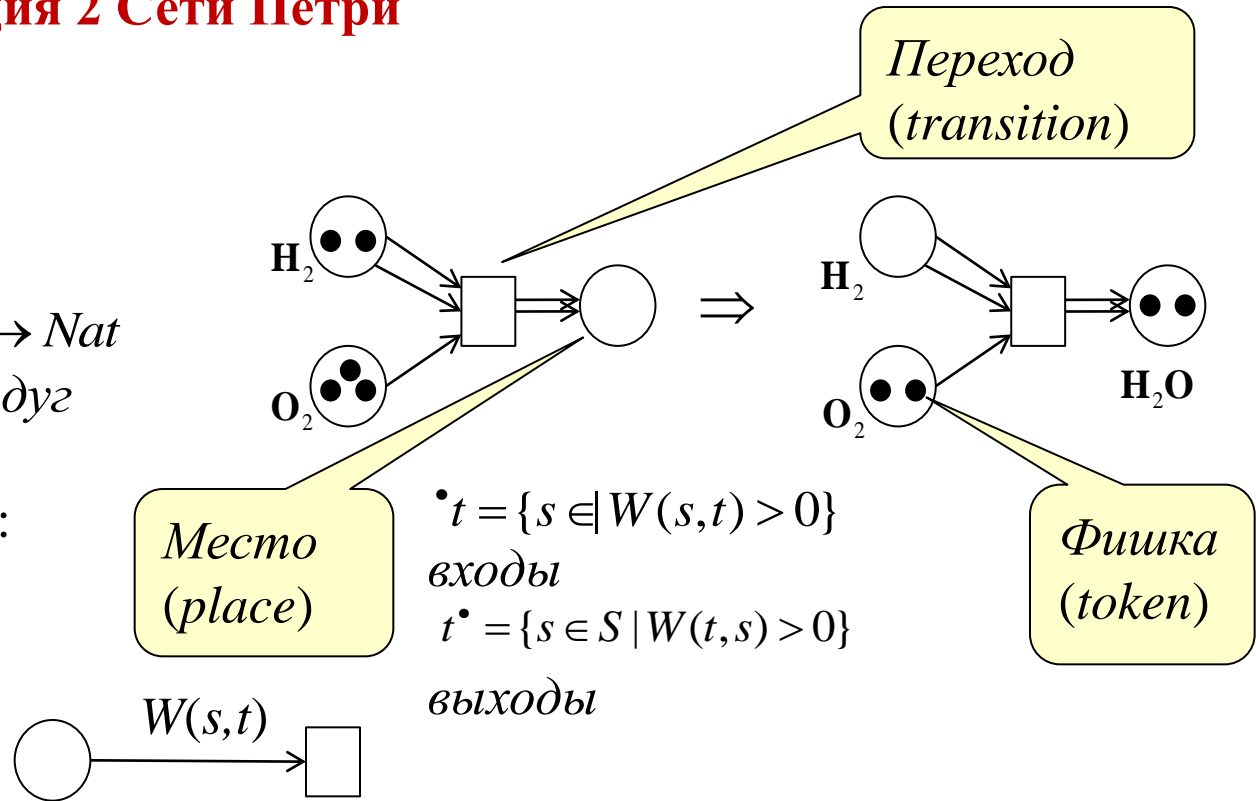 ция 2 Сети Петри
Переход
(transition)
H₂
O₂
⇒
H₂
O₂
H₂O
→ Nat
дуг
:
Место
(place)
•t = {s ∈| W(s,t) > 0}
входы
t• = {s ∈ S | W(t,s) > 0}
выходы
Фишка
(token)
W(s,t)